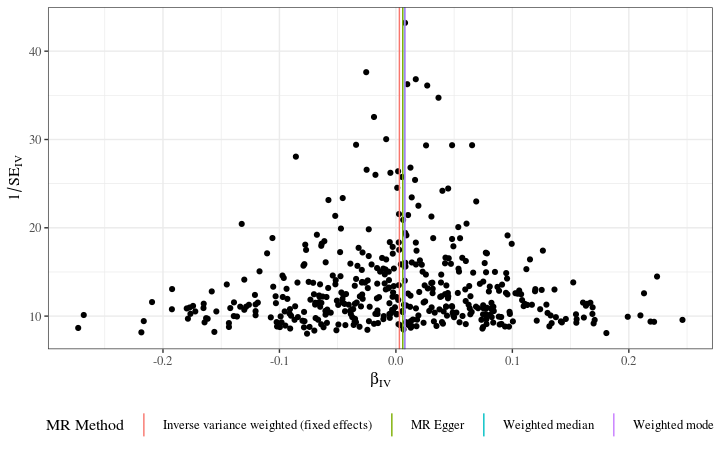 40
30
20
10
1/SE_IV
-0.2 -0.1 0.0 0.1 0.2
β_IV
MR Method Inverse variance weighted (fixed effects) MR Egger Weighted median Weighted mode